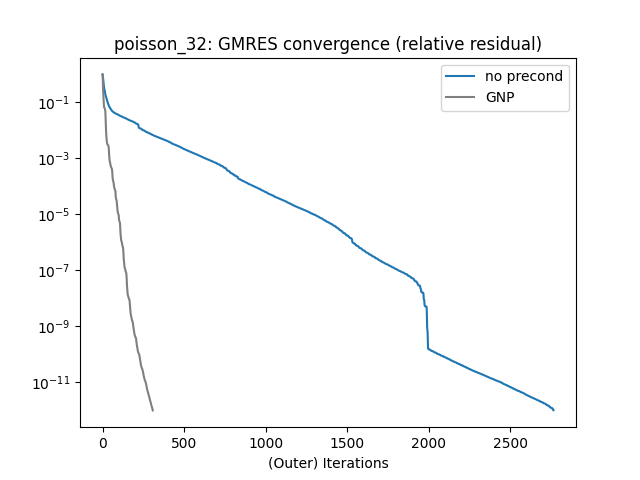 poisson_32: GMRES convergence (relative residual)
no precond
GNP
10⁻¹
10⁻³
10⁻⁵
10⁻⁷
10⁻⁹
10⁻¹¹
0 500 1000 1500 2000 2500
(Outer) Iterations